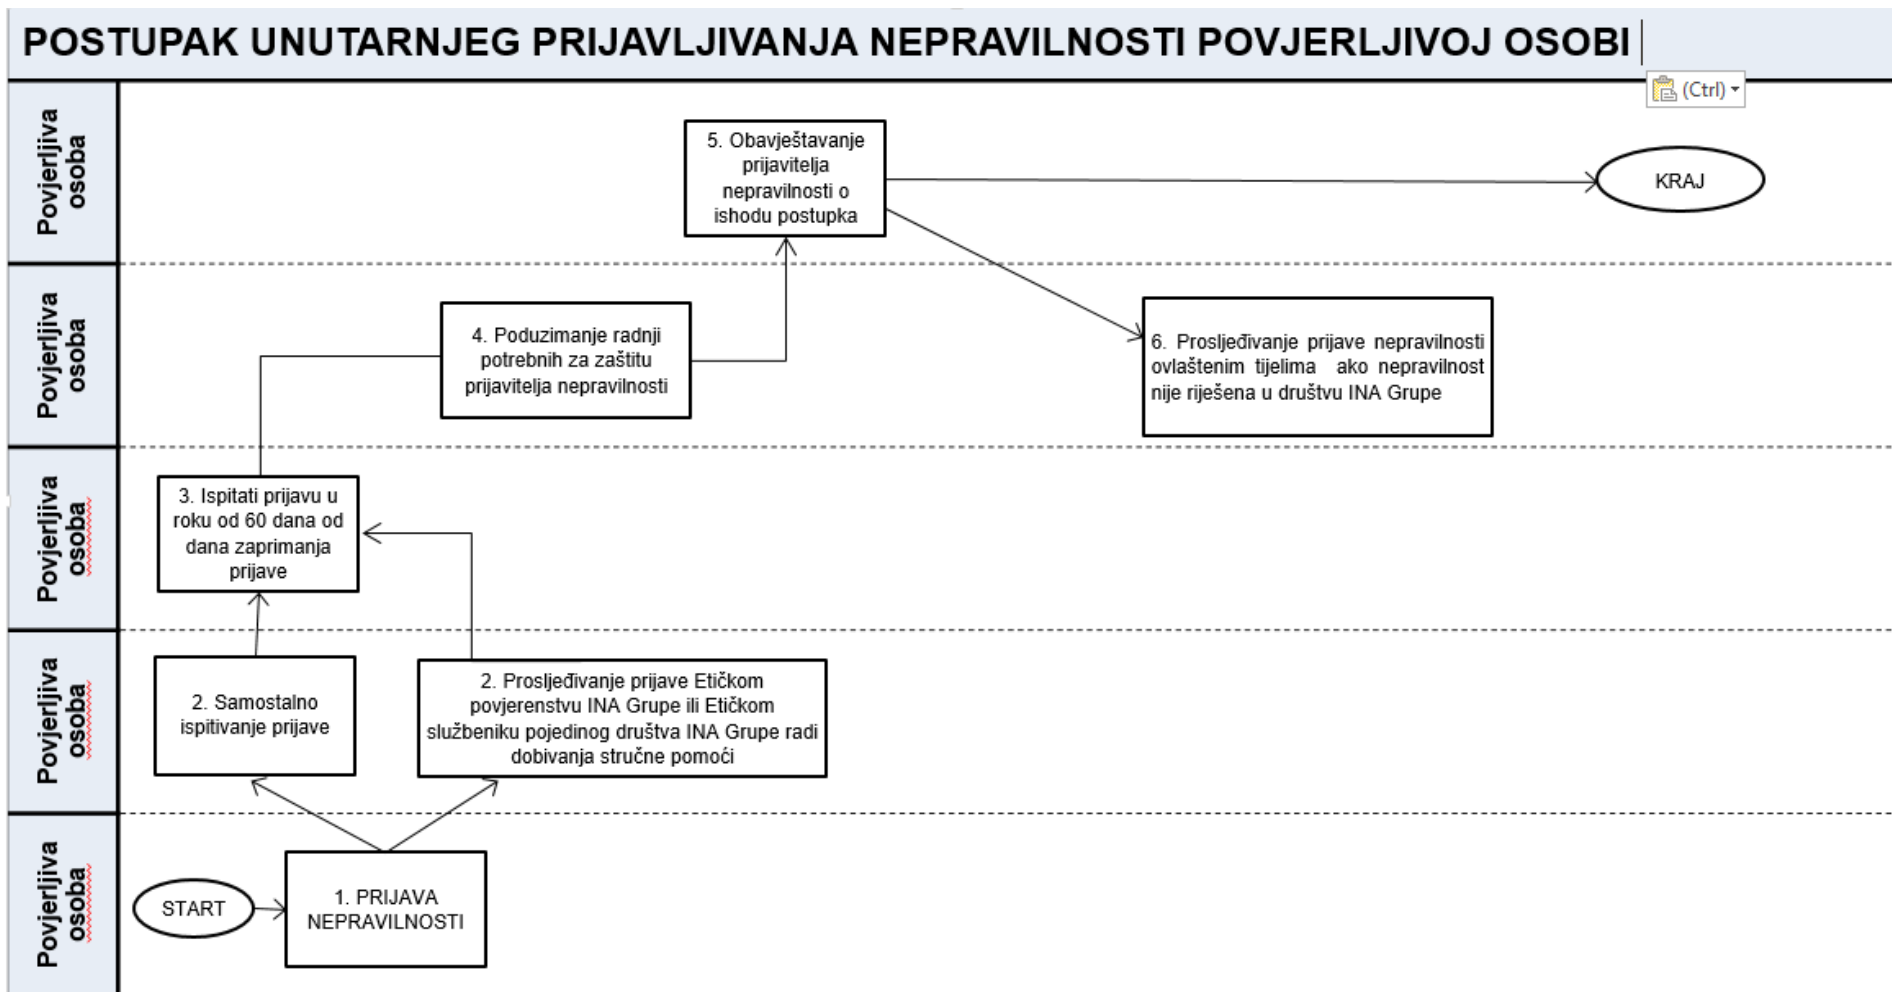 POSTUPAK UNUTARNJEG PRIJAVLJIVANJA NEPRAVILNOSTI POVJERLJIVOJ OSOBI
(Ctrl)
Povjerljiva
osoba
5. Obavještavanje
prijavitelja
nepravilnosti o
ishodu postupka
KRAJ
Povjerljiva
osoba
4. Poduzimanje radnji
potrebnih za zaštitu
prijavitelja nepravilnosti
6. Prosljeđivanje prijave nepravilnosti
ovlaštenim tijelima ako nepravilnost
nije riješena u društvu INA Grupe
Povjerljiva
osoba
3. Ispitati prijavu u
roku od 60 dana od
dana zaprimanja
prijave
Povjerljiva
osoba
2. Samostalno
ispitivanje prijave
2. Prosljeđivanje prijave Etičkom
povjerenstvu INA Grupe ili Etičkom
službeniku pojedinog društva INA Grupe radi
dobivanja stručne pomoći
Povjerljiva
osoba
START
1. PRIJAVA
NEPRAVILNOSTI